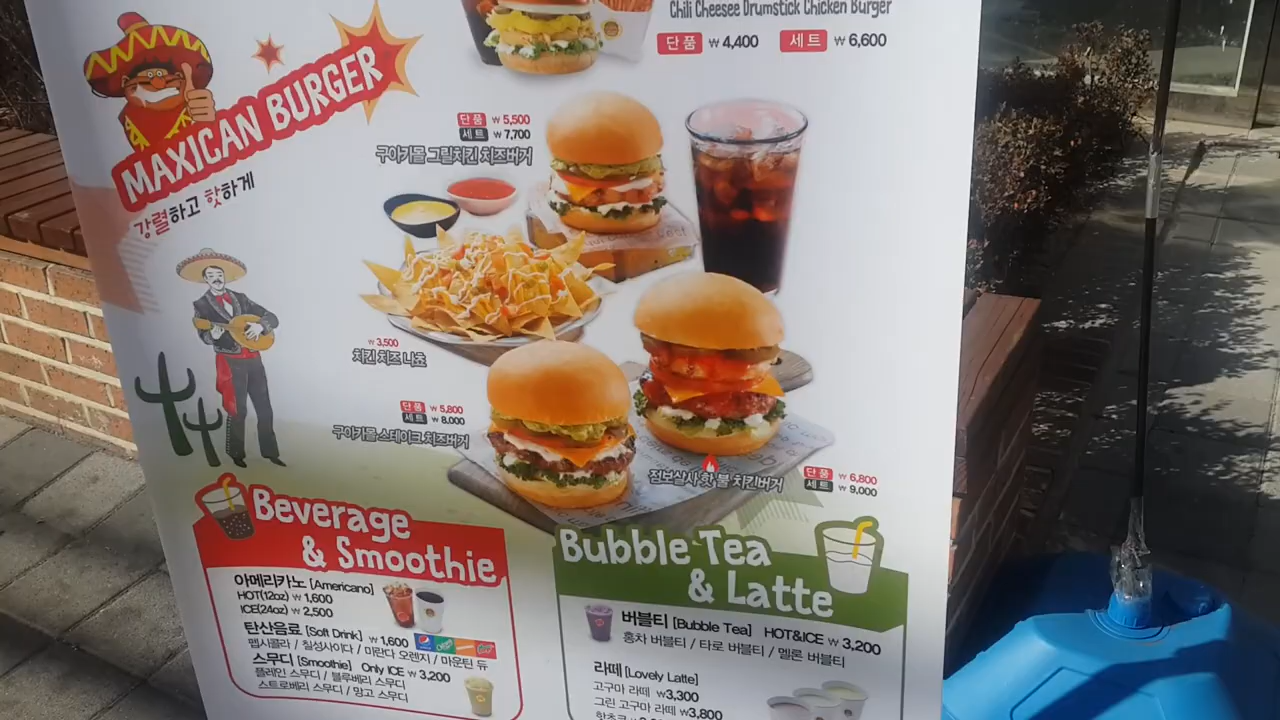 Chili Cheesee Drumstick Chicken Burger
단품 ₩4,400 세트 ₩6,600
MAXICAN BURGER
강렬하고 핫하게
단품 ₩5,500
세트 ₩7,700
구아카몰 그릴치킨 치즈버거
₩3,500
치킨 치즈 나쵸
단품 ₩5,800
세트 ₩8,000
구아카몰 스테이크 치즈버거
점보살사 핫 불 치킨버거
단품 ₩6,800
세트 ₩9,000
Beverage
& Smoothie
아메리카노 [Americano]
HOT(12oz) ₩1,600
ICE(24oz) ₩2,500
탄산음료 [Soft Drink] ₩1,600
펩시콜라 / 칠성사이다 / 미란다 오렌지 / 마운틴 듀
스무디 [Smoothie] Only ICE ₩3,200
플레인 스무디 / 블루베리 스무디
스트로베리 스무디 / 망고 스무디
Bubble Tea
& Latte
버블티 [Bubble Tea] HOT&ICE ₩3,200
홍차 버블티 / 타로 버블티 / 멜론 버블티
라떼 [Lovely Latte]
고구마 라떼 ₩3,300
그린 고구마 라떼 ₩3,800
핫초코